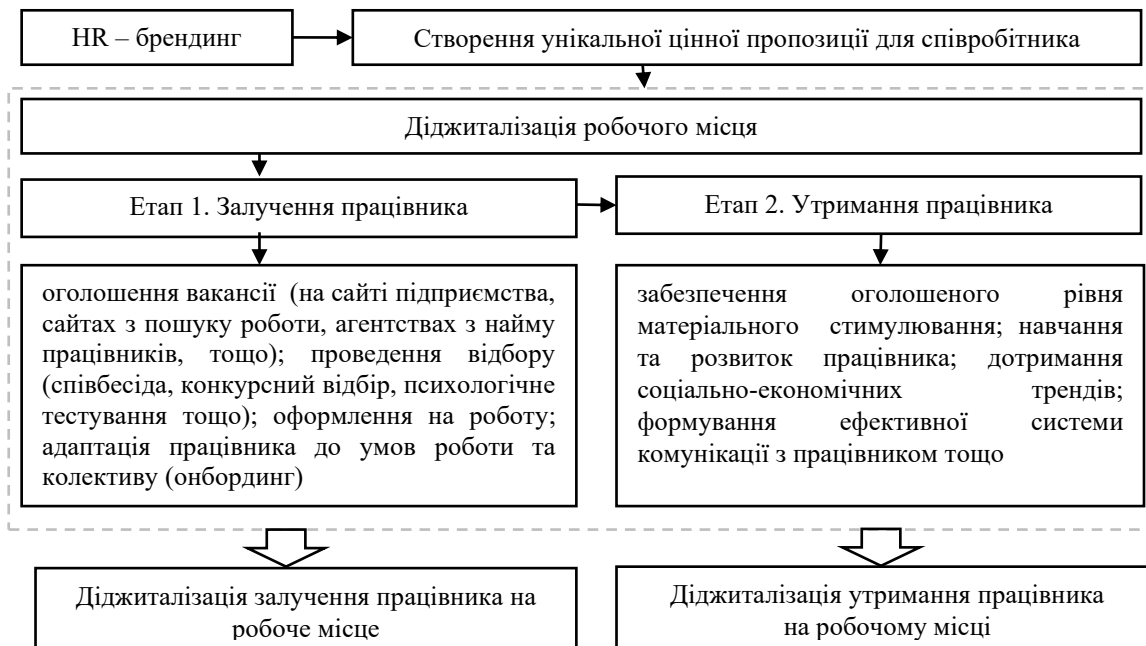 HR – брендинг
Створення унікальної цінної пропозиції для співробітника
Діджиталізація робочого місця
Етап 1. Залучення працівника
Етап 2. Утримання працівника
оголошення вакансії (на сайті підприємства,
сайтах з пошуку роботи, агентствах з найму
працівників, тощо); проведення відбору
(співбесіда, конкурсний відбір, психологічне
тестування тощо); оформлення на роботу;
адаптація працівника до умов роботи та
колективу (онбординг)
забезпечення оголошеного рівня
матеріального стимулювання; навчання
та розвиток працівника; дотримання
соціально-економічних трендів;
формування ефективної системи
комунікації з працівником тощо
Діджиталізація залучення працівника на
робоче місце
Діджиталізація утримання працівника
на робочому місці